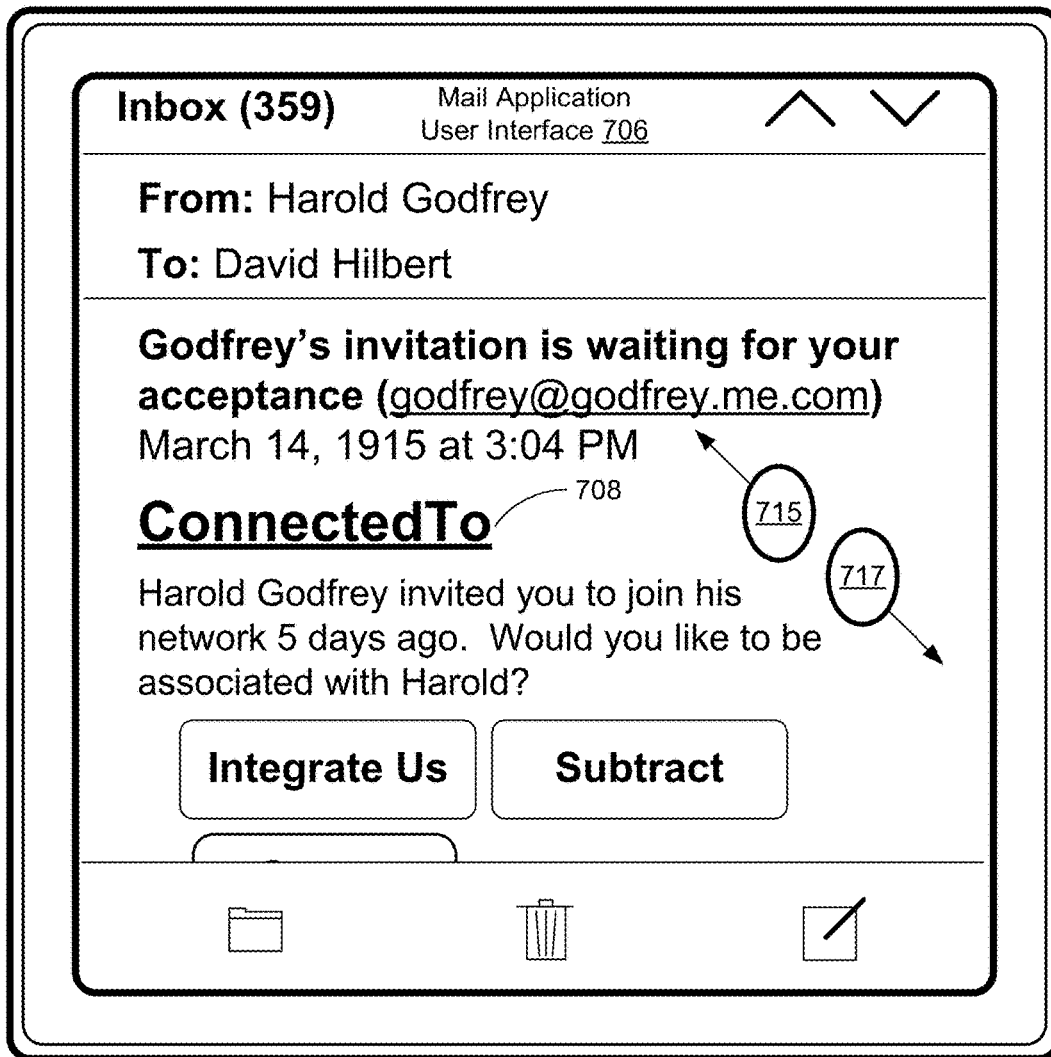 Inbox (359)
Mail Application
User Interface 706
From: Harold Godfrey
To: David Hilbert
Godfrey’s invitation is waiting for your
acceptance (godfrey@godfrey.me.com)
March 14, 1915 at 3:04 PM
715
ConnectedTo
708
717
Harold Godfrey invited you to join his
network 5 days ago.  Would you like to be
associated with Harold?
Integrate Us
Subtract